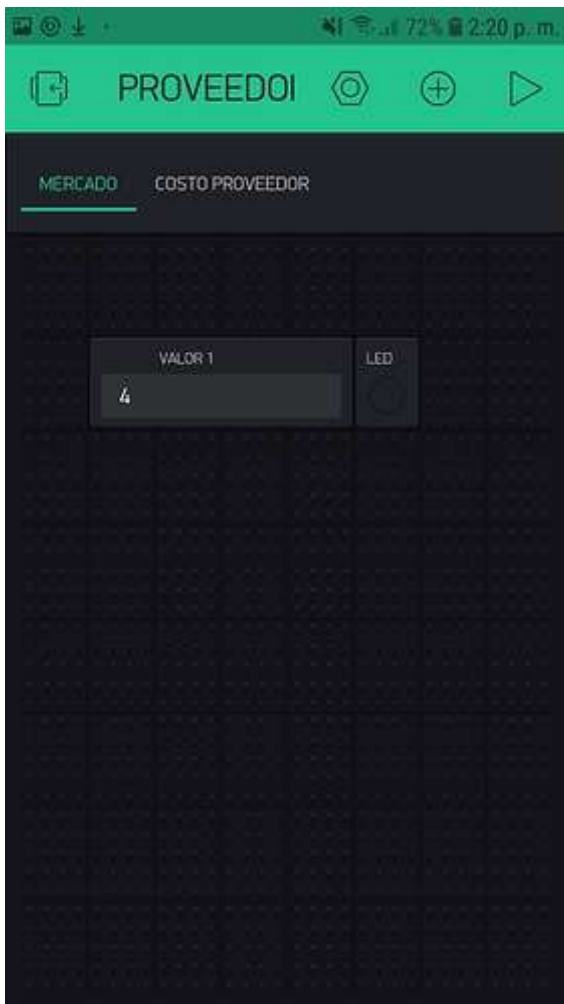 72% 2:20 p. m.
PROVEEDOI
MERCADO COSTO PROVEEDOR
VALOR 1 LED
4